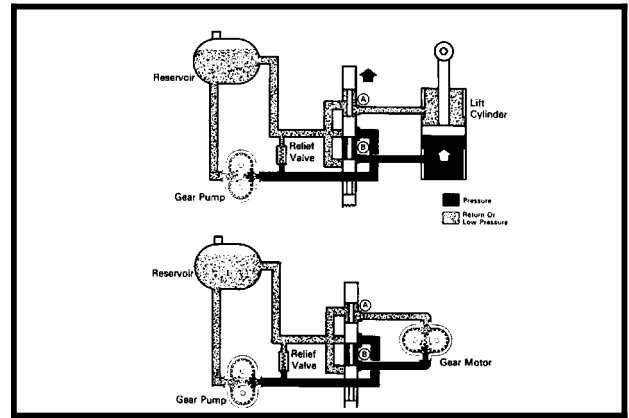 Reservoir
A
Lift
Cylinder
Relief
Valve
B
Gear Pump
Pressure
Return Or
Low Pressure
Reservoir
A
Relief
Valve
B
Gear Motor
Gear Pump